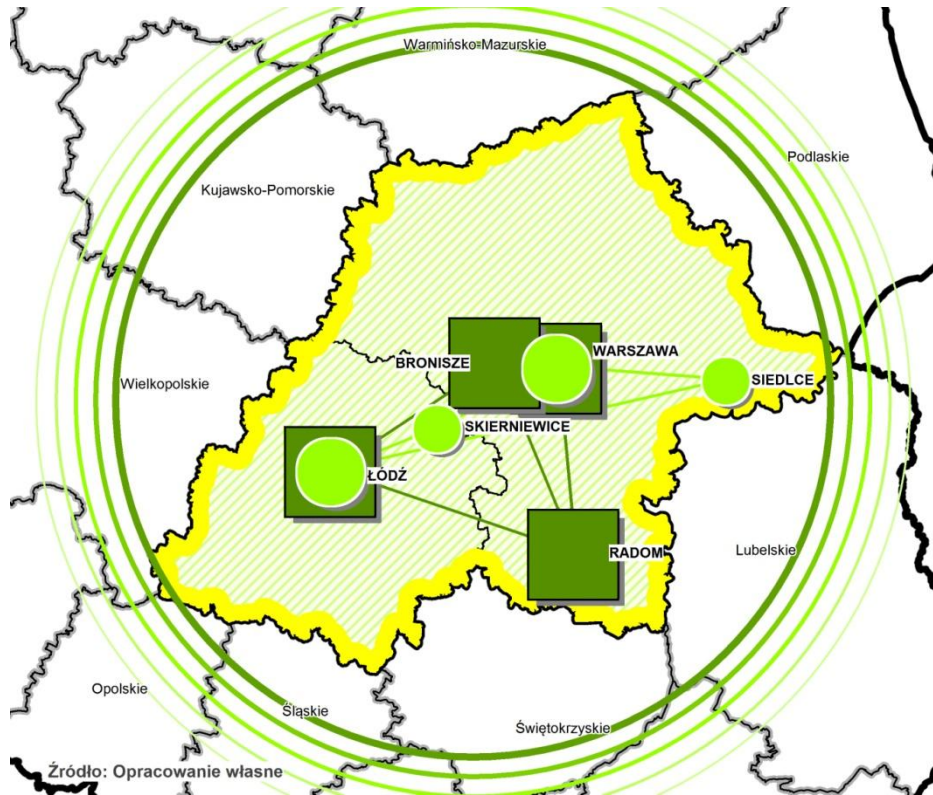 Warmińsko-Mazurskie
Podlaskie
Kujawsko-Pomorskie
WARSZAWA
BRONISZE
SIEDLCE
Wielkopolskie
SKIERNIEWICE
ŁÓDŹ
RADOM
Lubelskie
Opolskie
Śląskie
Świętokrzyskie
Źródło: Opracowanie własne